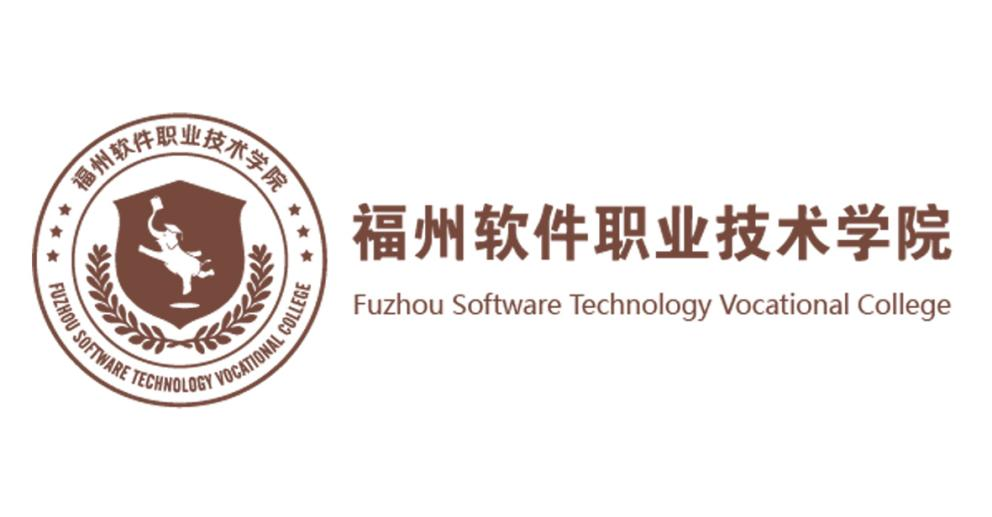 福州软件职业技术学院
FUZHOU SOFTWARE TECHNOLOGY VOCATIONAL COLLEGE
福州软件职业技术学院
Fuzhou Software Technology Vocational College